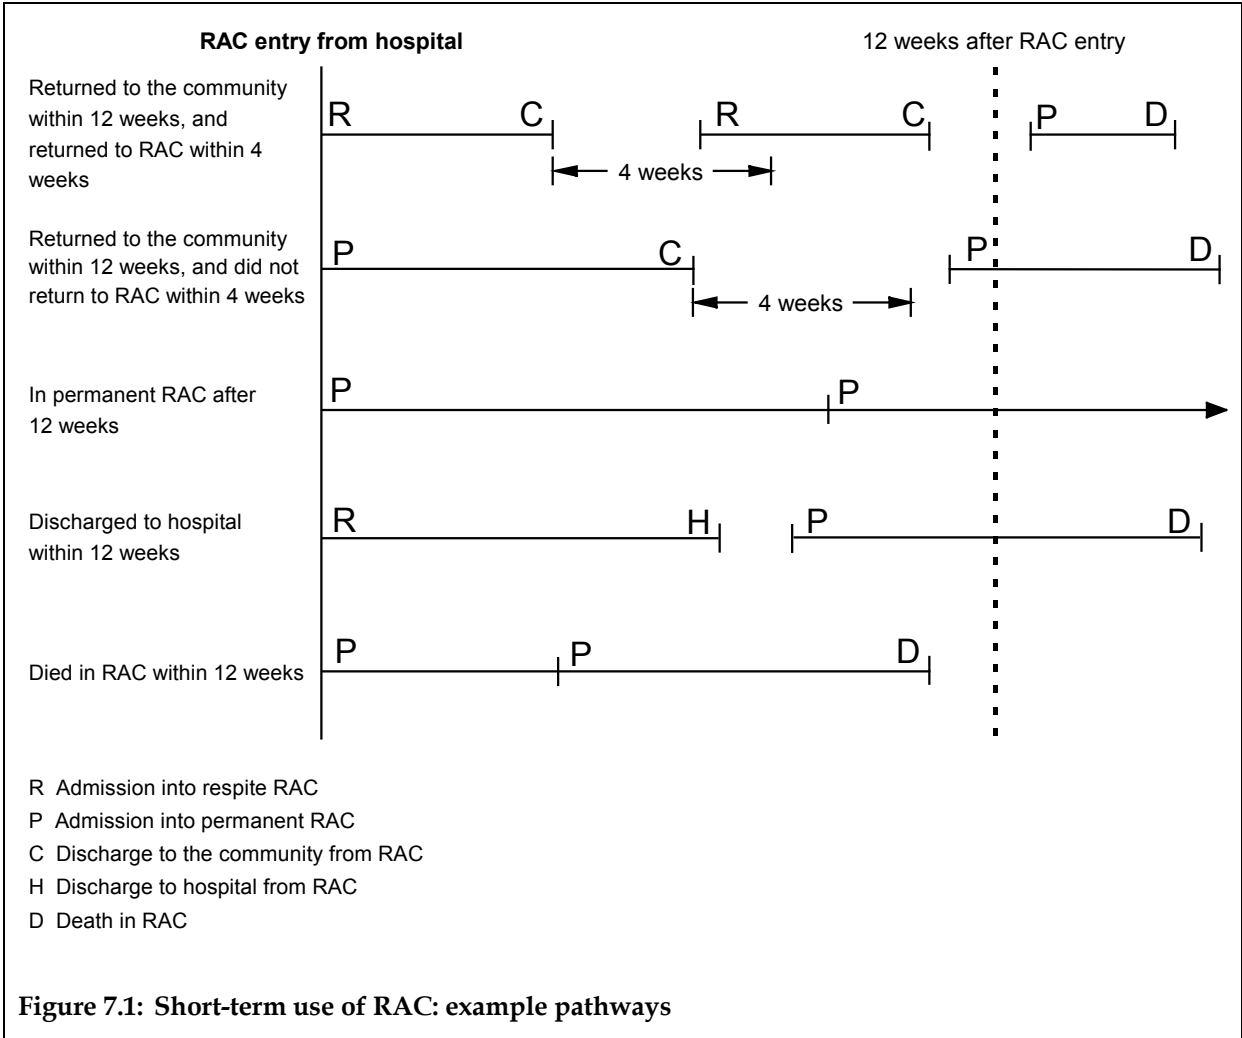 RAC entry from hospital
12 weeks after RAC entry
Returned to the community
within 12 weeks, and
returned to RAC within 4
weeks
R
C
R
C
P
D
4 weeks
Returned to the community
within 12 weeks, and did not
return to RAC within 4 weeks
P
C
P
D
4 weeks
In permanent RAC after
12 weeks
P
P
Discharged to hospital
within 12 weeks
R
H
P
D
Died in RAC within 12 weeks
P
P
D
R Admission into respite RAC
P Admission into permanent RAC
C Discharge to the community from RAC
H Discharge to hospital from RAC
D Death in RAC
Figure 7.1: Short-term use of RAC: example pathways